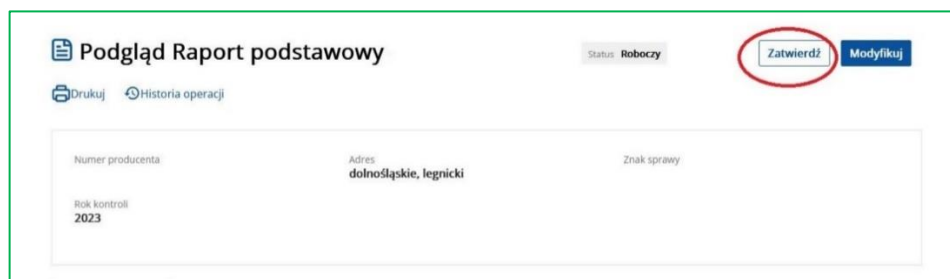 Podgląd Raport podstawowy
Status Roboczy
Zatwierdź
Modyfikuj
Drukuj Historia operacji
Numer producenta
Adres
dolnośląskie, legnicki
Znak sprawy
Rok kontroli
2023